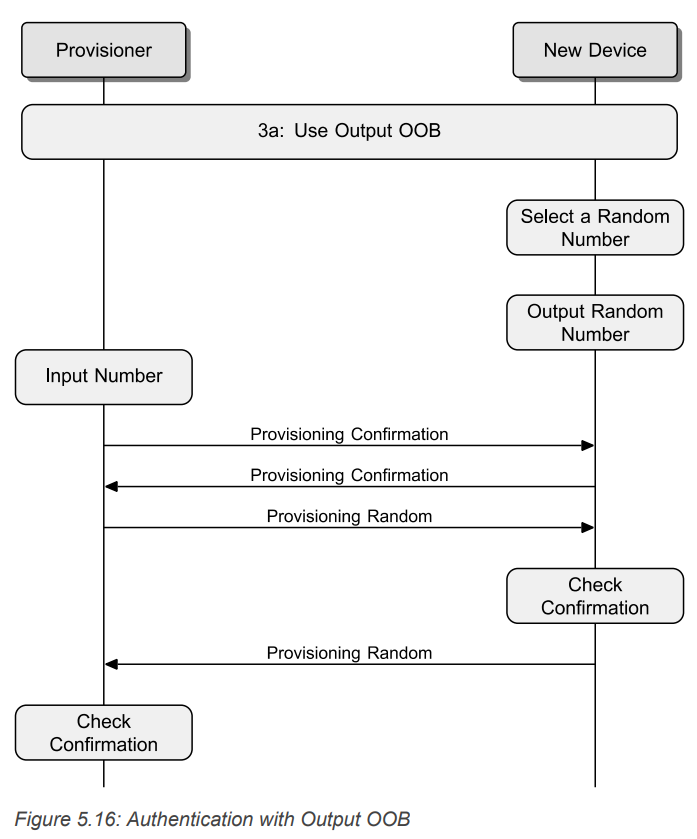 Provisioner
New Device
3a: Use Output OOB
Select a Random
Number
Output Random
Number
Input Number
Provisioning Confirmation
Provisioning Confirmation
Provisioning Random
Check
Confirmation
Provisioning Random
Check
Confirmation
Figure 5.16: Authentication with Output OOB